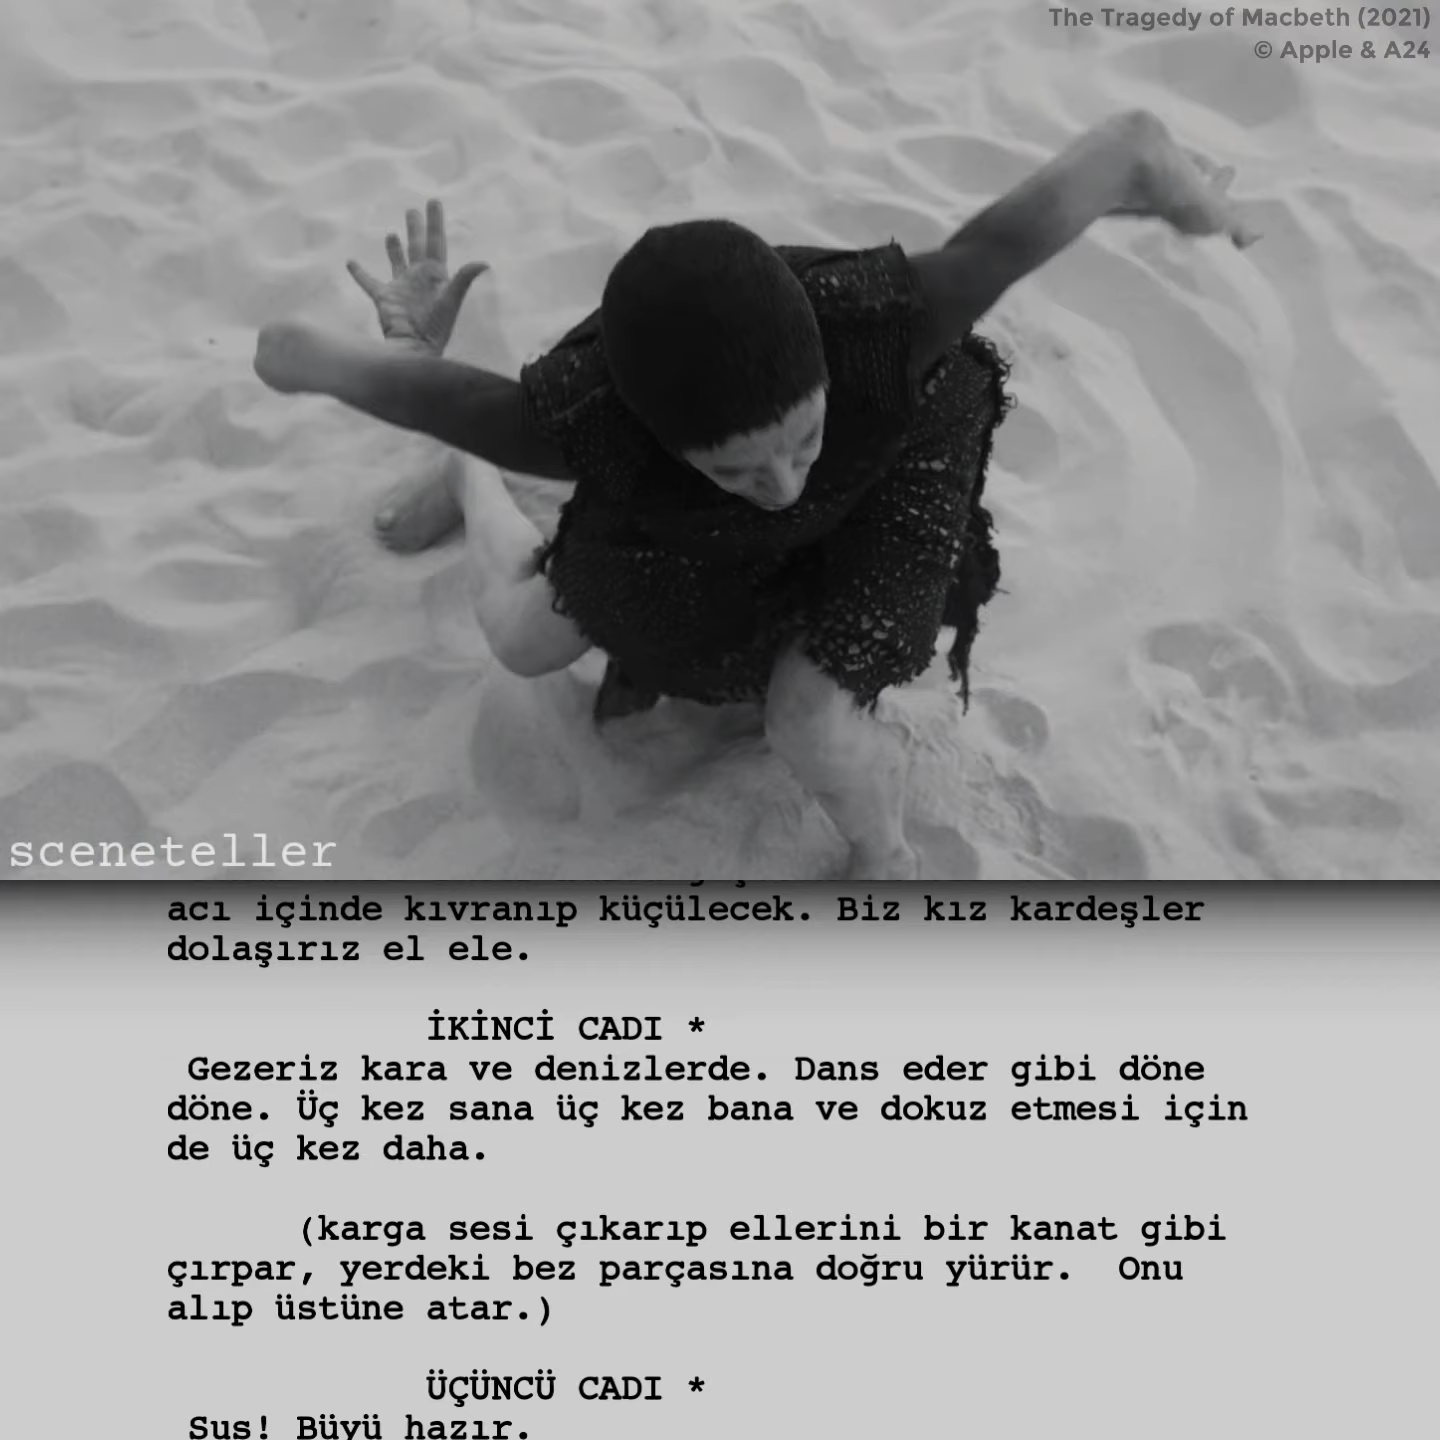 The Tragedy of Macbeth (2021)
© Apple & A24
sceneteller
acı içinde kıvranıp küçülecek. Biz kız kardeşler
dolaşırız el ele.
İKİNCİ CADI *
Gezeriz kara ve denizlerde. Dans eder gibi döne
döne. Üç kez sana üç kez bana ve dokuz etmesi için
de üç kez daha.
(karga sesi çıkarıp ellerini bir kanat gibi
çırpar, yerdeki bez parçasına doğru yürür. Onu
alıp üstüne atar.)
ÜÇÜNCÜ CADI *
Sus! Büyü hazır.